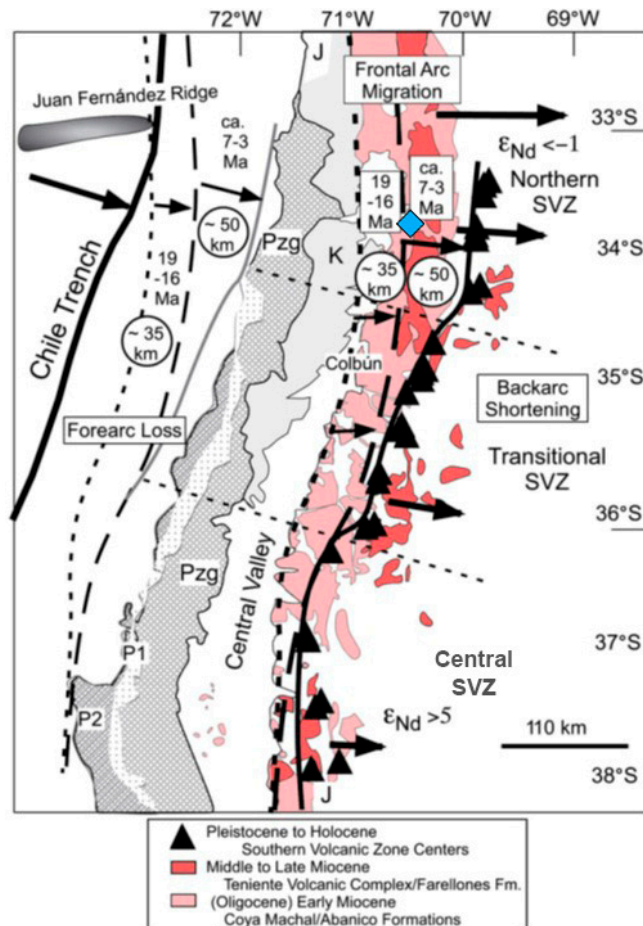 72°W
71°W
70°W
69°W
J
Frontal Arc
Migration
Juan Fernández Ridge
33°S
ca.
7-3
Ma
εNd <-1
Northern
SVZ
19
-16
Ma
ca.
7-3
Ma
~ 50
km
Pzg
K
34°S
19
-16
Ma
~ 35
km
~ 50
km
Chile Trench
~ 35
km
Colbún
35°S
Backarc
Shortening
Forearc Loss
Transitional
SVZ
36°S
Pzg
Central Valley
P1
37°S
Central
SVZ
P2
εNd >5
110 km
38°S
J
Pleistocene to Holocene
Southern Volcanic Zone Centers
Middle to Late Miocene
Teniente Volcanic Complex/Farellones Fm.
(Oligocene) Early Miocene
Coya Machal/Abanico Formations